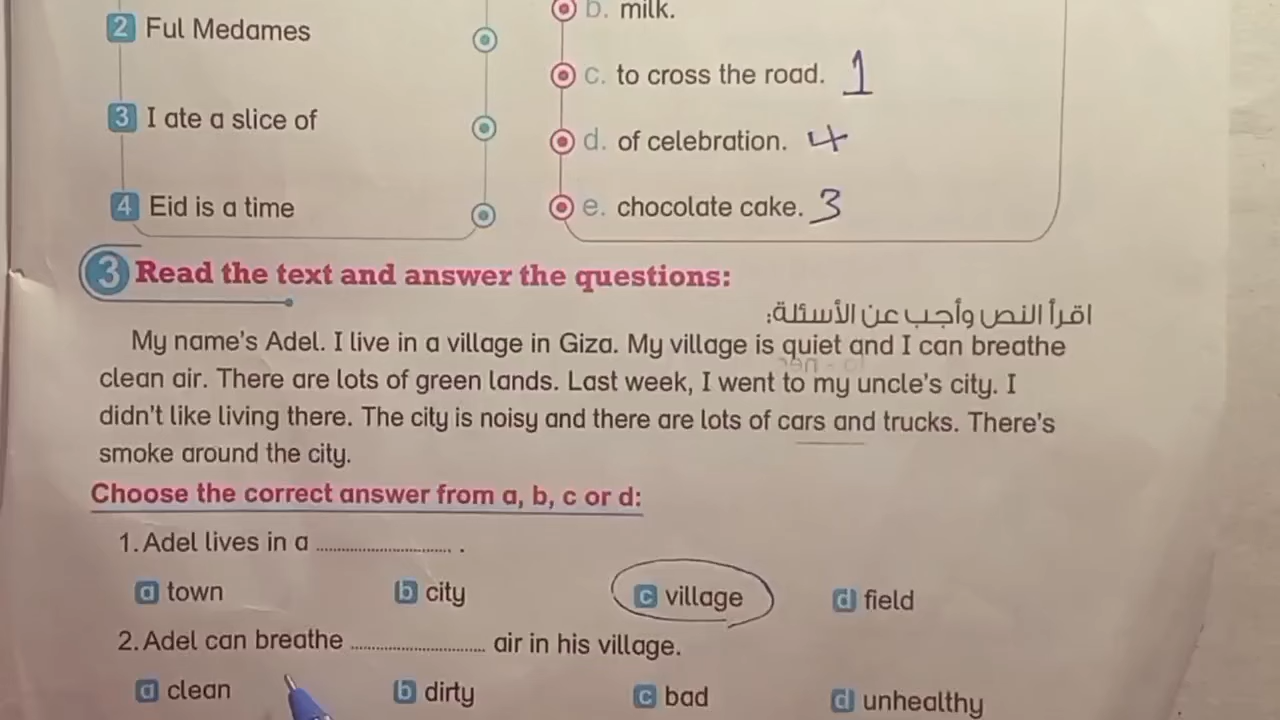 b. milk.
2 Ful Medames
c. to cross the road. 1
3 I ate a slice of
d. of celebration. 4
4 Eid is a time
e. chocolate cake. 3
3 Read the text and answer the questions:
اقرأ النص وأجب عن الأسئلة:
My name's Adel. I live in a village in Giza. My village is quiet and I can breathe
clean air. There are lots of green lands. Last week, I went to my uncle's city. I
didn't like living there. The city is noisy and there are lots of cars and trucks. There's
smoke around the city.
Choose the correct answer from a, b, c or d:
1. Adel lives in a .............................. .
a town b city c village d field
2. Adel can breathe .............................. air in his village.
a clean b dirty c bad d unhealthy